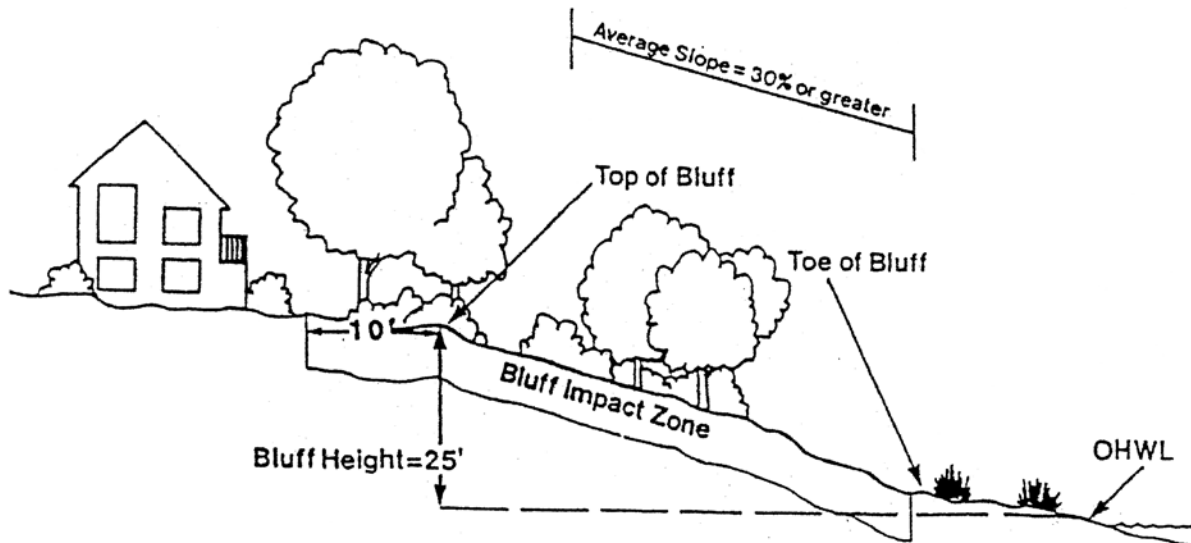 Average Slope = 30% or greater
Top of Bluff
Toe of Bluff
10'
Bluff Impact Zone
Bluff Height=25'
OHWL